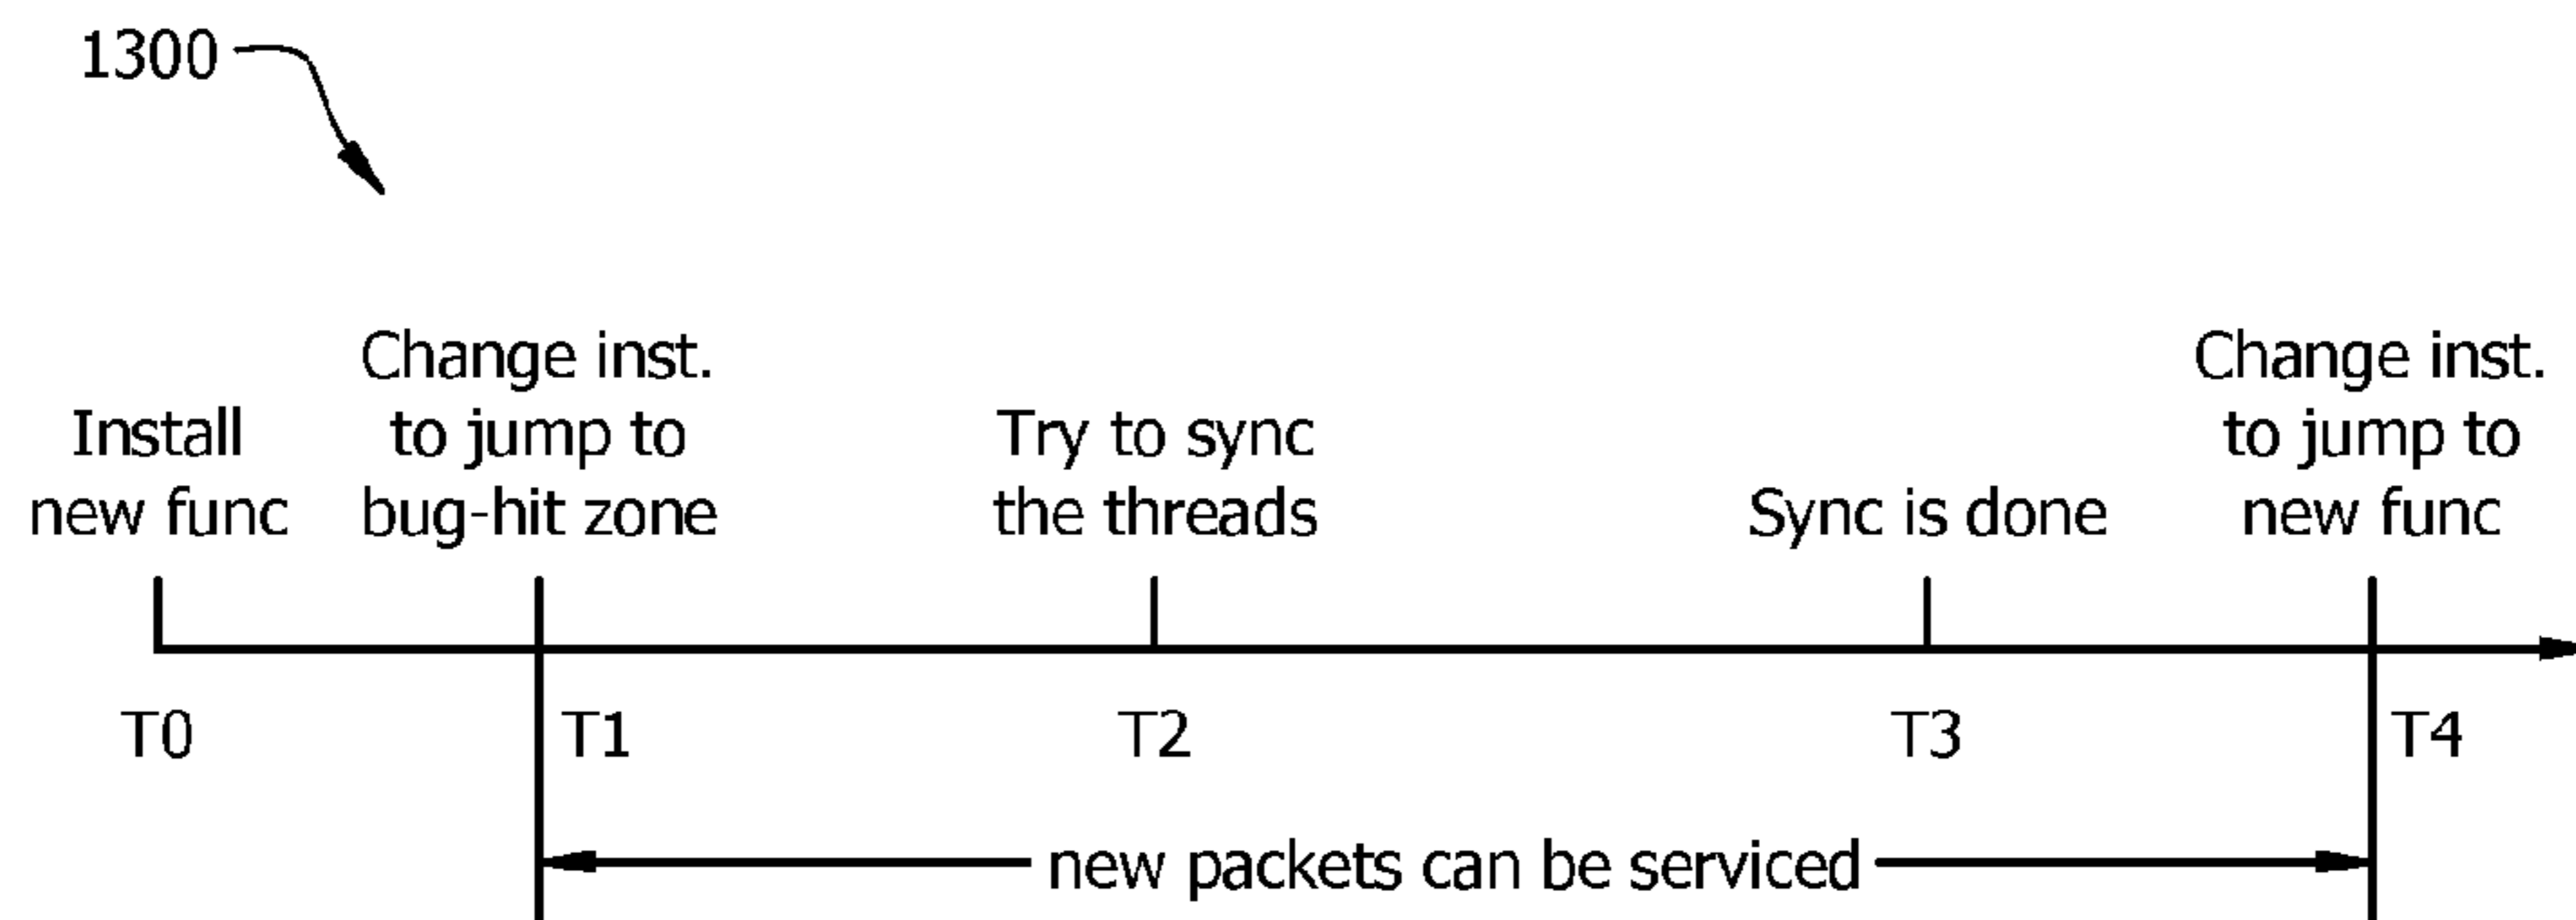 1300
Install
new func
Change inst.
to jump to
bug-hit zone
Try to sync
the threads
Sync is done
Change inst.
to jump to
new func
T0
T1
T2
T3
T4
new packets can be serviced